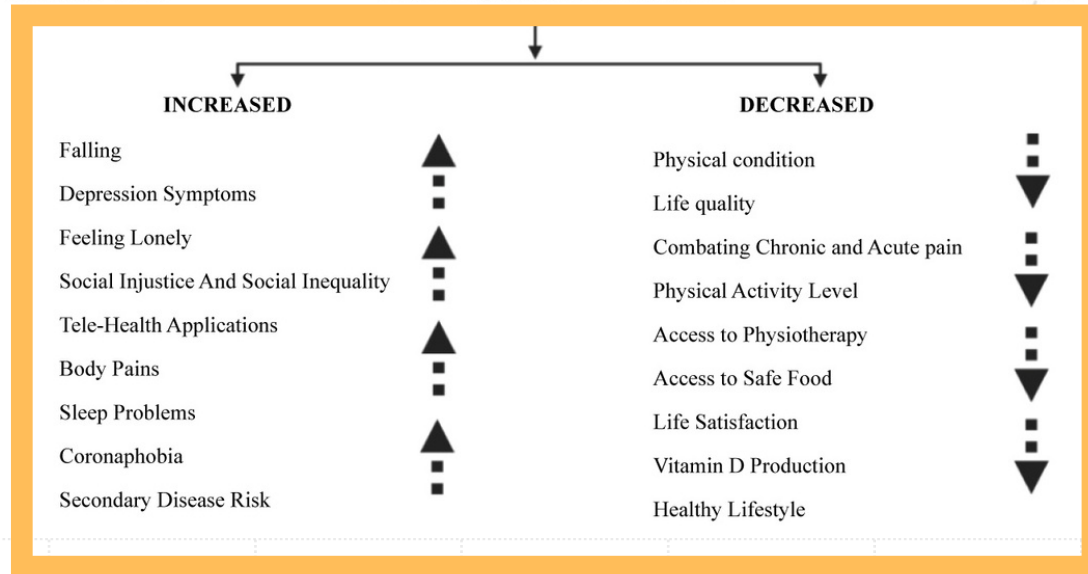 INCREASED
Falling
Depression Symptoms
Feeling Lonely
Social Injustice And Social Inequality
Tele-Health Applications
Body Pains
Sleep Problems
Coronaphobia
Secondary Disease Risk
DECREASED
Physical condition
Life quality
Combating Chronic and Acute pain
Physical Activity Level
Access to Physiotherapy
Access to Safe Food
Life Satisfaction
Vitamin D Production
Healthy Lifestyle